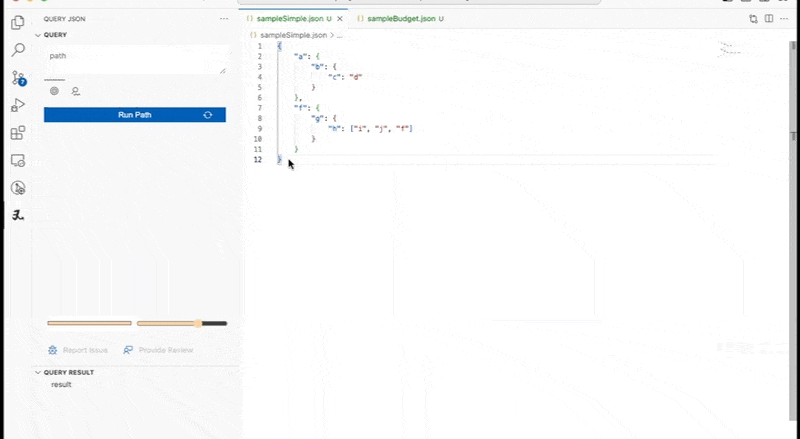 QUERY JSON
QUERY
path
Run Path
Report Issue
Provide Review
QUERY RESULT
result
7
{} sampleSimple.json U
{} sampleBudget.json U
{} sampleSimple.json > ...
1 {
2 "a": {
3 "b": {
4 "c": "d"
5 }
6 },
7 "f": {
8 "g": {
9 "h": ["i", "j", "f"]
10 }
11 }
12 }